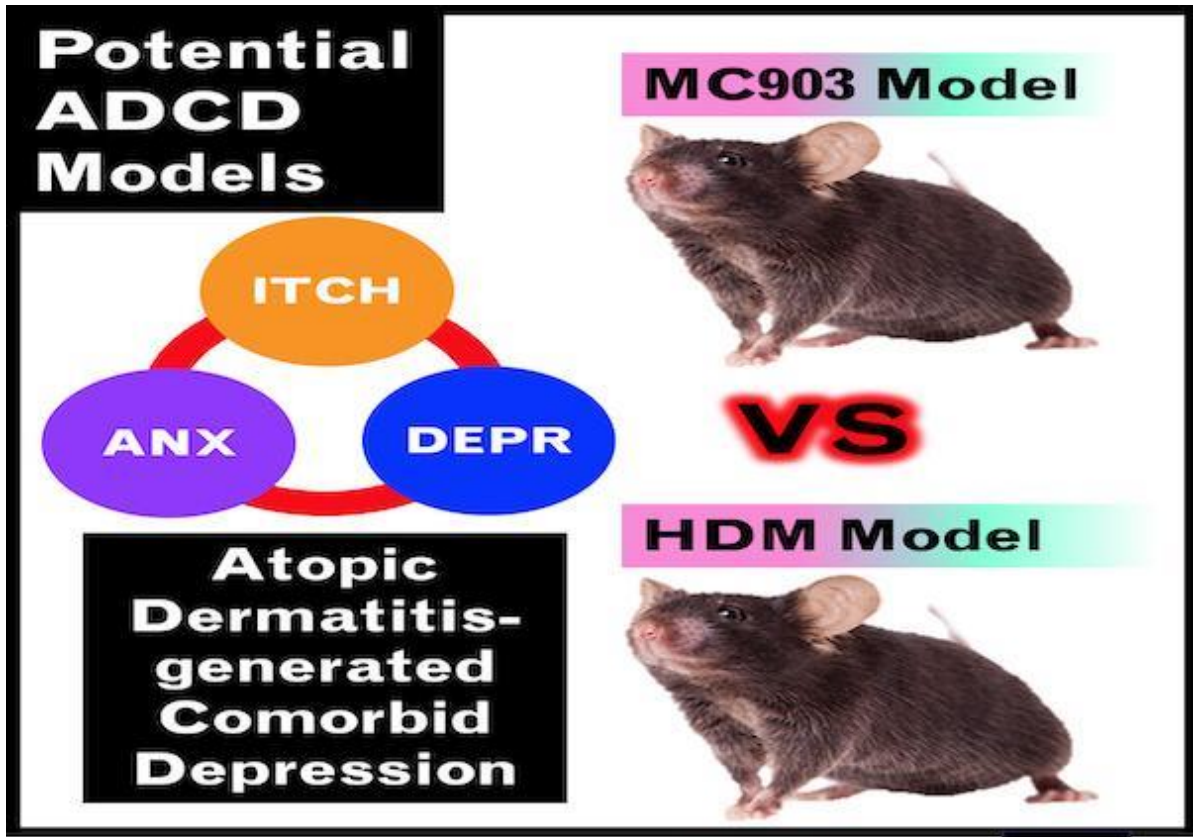 Potential
ADCD
Models
ITCH
ANX
DEPR
Atopic
Dermatitis-
generated
Comorbid
Depression
MC903 Model
VS
HDM Model